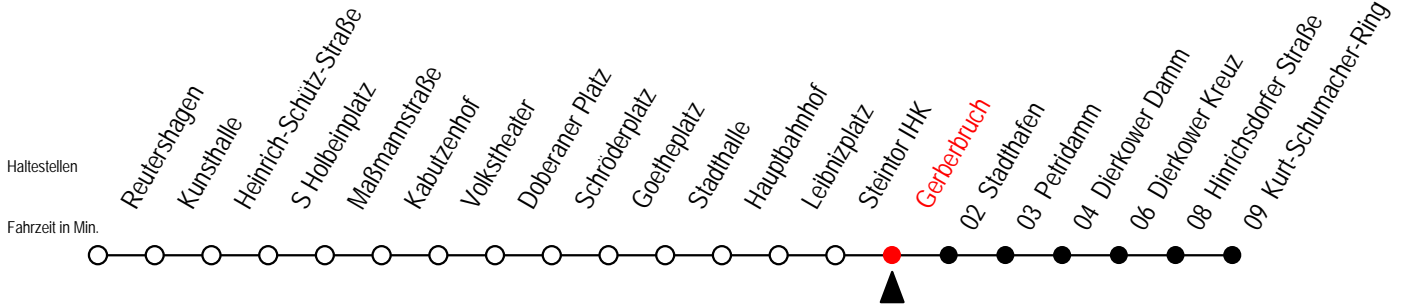 Haltestellen
Fahrzeit in Min.
Reutershagen
Kunsthalle
Heinrich-Schütz-Straße
S Holbeinplatz
Maßmannstraße
Kabutzenhof
Volkstheater
Doberaner Platz
Schröderplatz
Goetheplatz
Stadthalle
Hauptbahnhof
Leibnizplatz
Steintor IHK
Gerberbruch
02 Stadthafen
03 Petridamm
04 Dierkower Damm
06 Dierkower Kreuz
08 Hinrichsdorfer Straße
09 Kurt-Schumacher-Ring